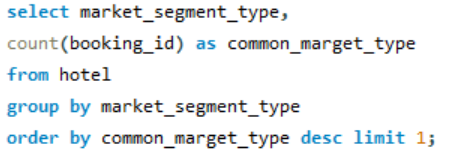 select market_segment_type,
count(booking_id) as common_marget_type
from hotel
group by market_segment_type
order by common_marget_type desc limit 1;